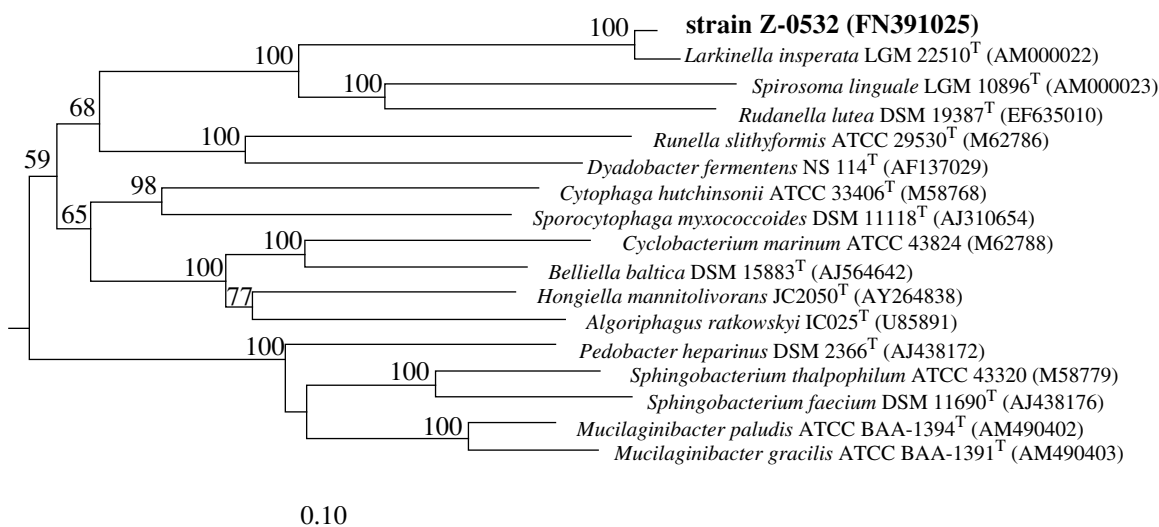 100 strain Z-0532 (FN391025)
100 Larkinella insperata LGM 22510T (AM000022)
100 Spirosoma linguale LGM 10896T (AM000023)
68 Rudanella lutea DSM 19387T (EF635010)
100 Runella slithyformis ATCC 29530T (M62786)
59 Dyadobacter fermentens NS 114T (AF137029)
98 Cytophaga hutchinsonii ATCC 33406T (M58768)
65 Sporocytophaga myxococcoides DSM 11118T (AJ310654)
100 Cyclobacterium marinum ATCC 43824 (M62788)
100 Belliella baltica DSM 15883T (AJ564642)
77 Hongiella mannitolivorans JC2050T (AY264838)
Algoriphagus ratkowskyi IC025T (U85891)
100 Pedobacter heparinus DSM 2366T (AJ438172)
100 Sphingobacterium thalpophilum ATCC 43320 (M58779)
Sphingobacterium faecium DSM 11690T (AJ438176)
100 Mucilaginibacter paludis ATCC BAA-1394T (AM490402)
Mucilaginibacter gracilis ATCC BAA-1391T (AM490403)
0.10